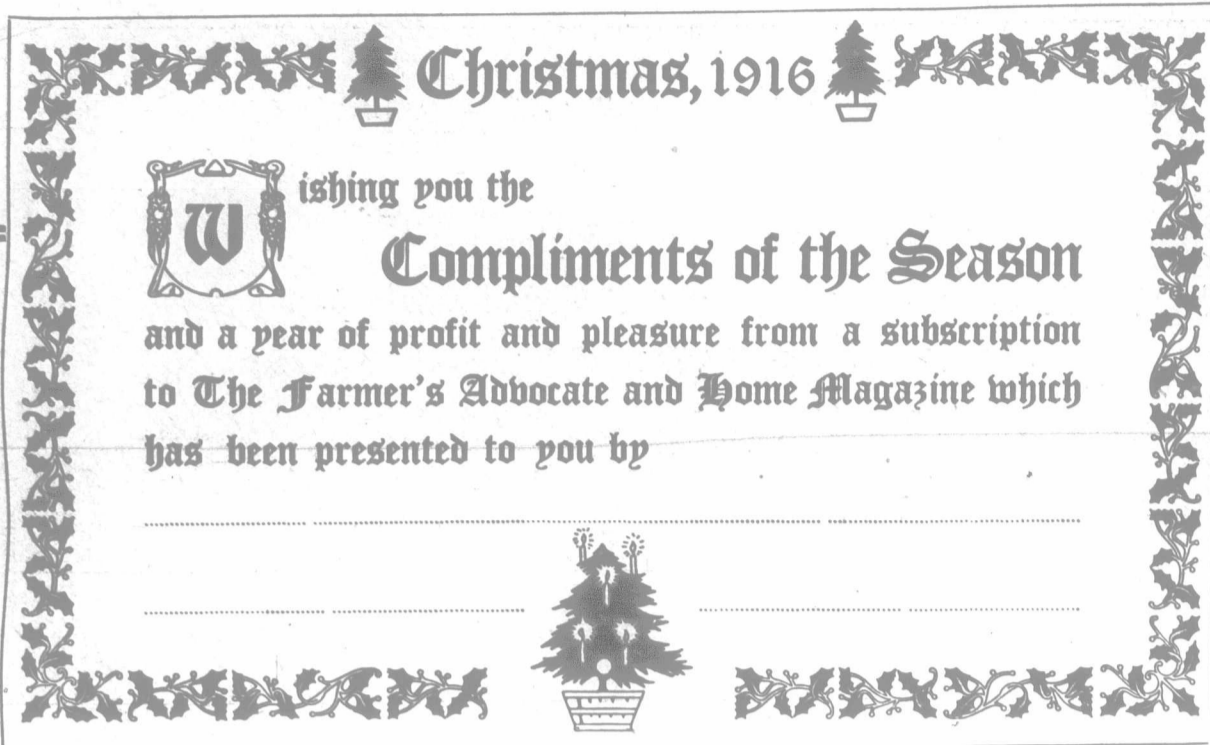 Christmas, 1916
Wishing you the
Compliments of the Season
and a year of profit and pleasure from a subscription
to The Farmer's Advocate and Home Magazine which
has been presented to you by